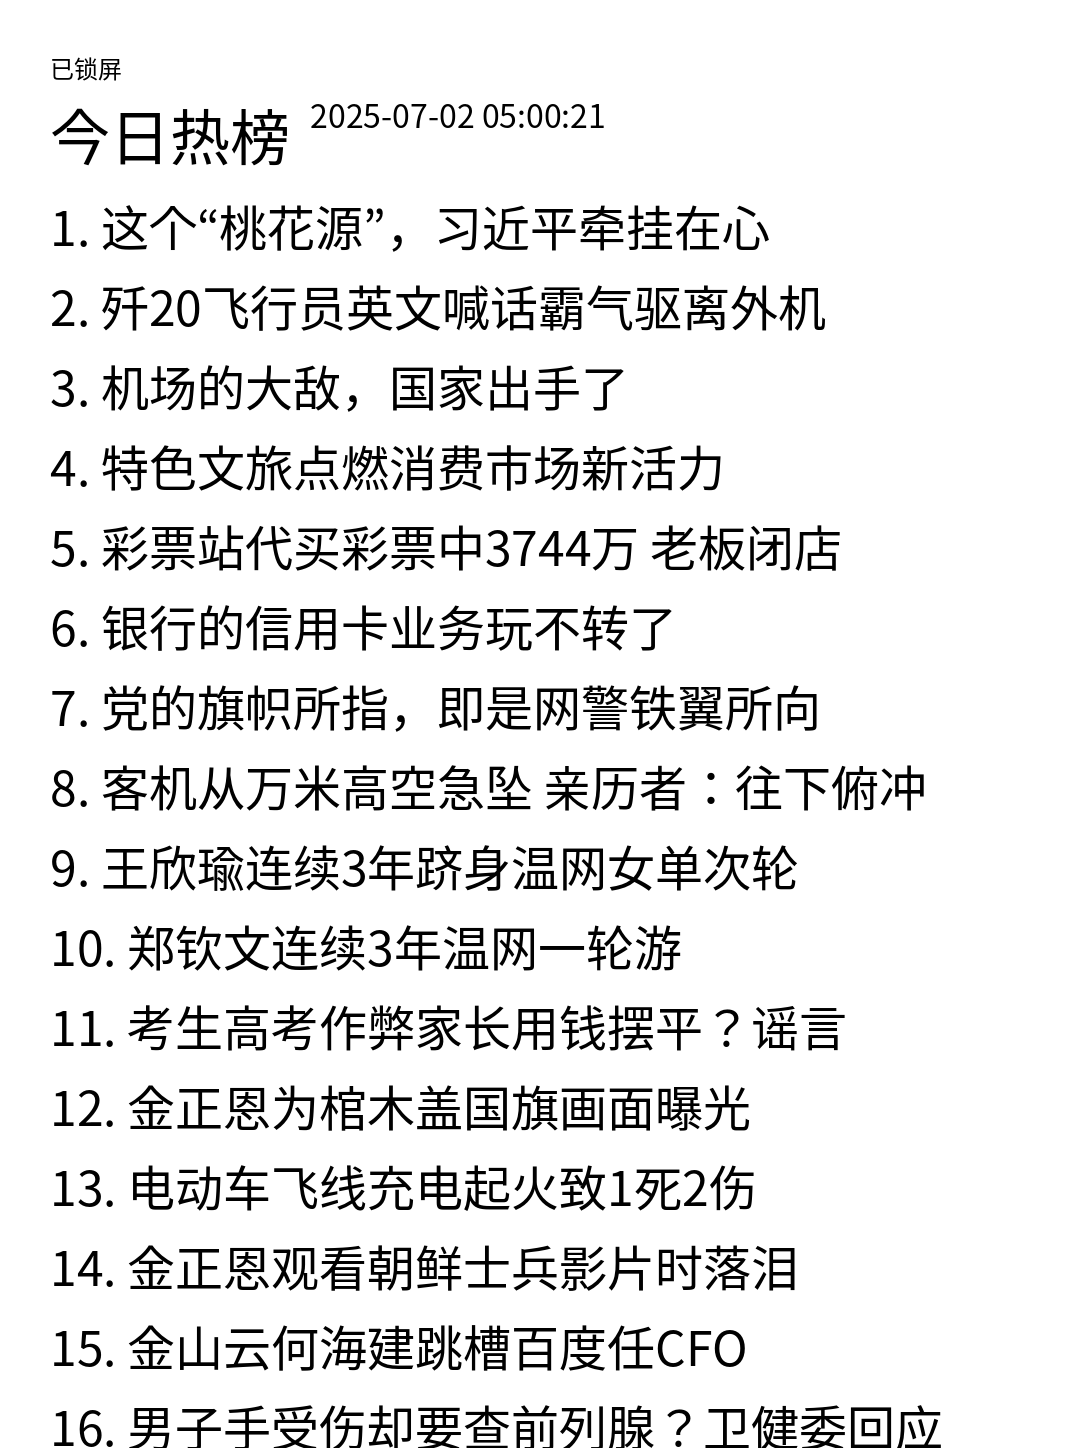 已锁屏
今日热榜 2025-07-02 05:00:21
1. 这个“桃花源”，习近平牵挂在心
2. 歼20飞行员英文喊话霸气驱离外机
3. 机场的大敌，国家出手了
4. 特色文旅点燃消费市场新活力
5. 彩票站代买彩票中3744万 老板闭店
6. 银行的信用卡业务玩不转了
7. 党的旗帜所指，即是网警铁翼所向
8. 客机从万米高空急坠 亲历者：往下俯冲
9. 王欣瑜连续3年跻身温网女单次轮
10. 郑钦文连续3年温网一轮游
11. 考生高考作弊家长用钱摆平？谣言
12. 金正恩为棺木盖国旗画面曝光
13. 电动车飞线充电起火致1死2伤
14. 金正恩观看朝鲜士兵影片时落泪
15. 金山云何海建跳槽百度任CFO
16. 男子手受伤却要查前列腺？卫健委回应